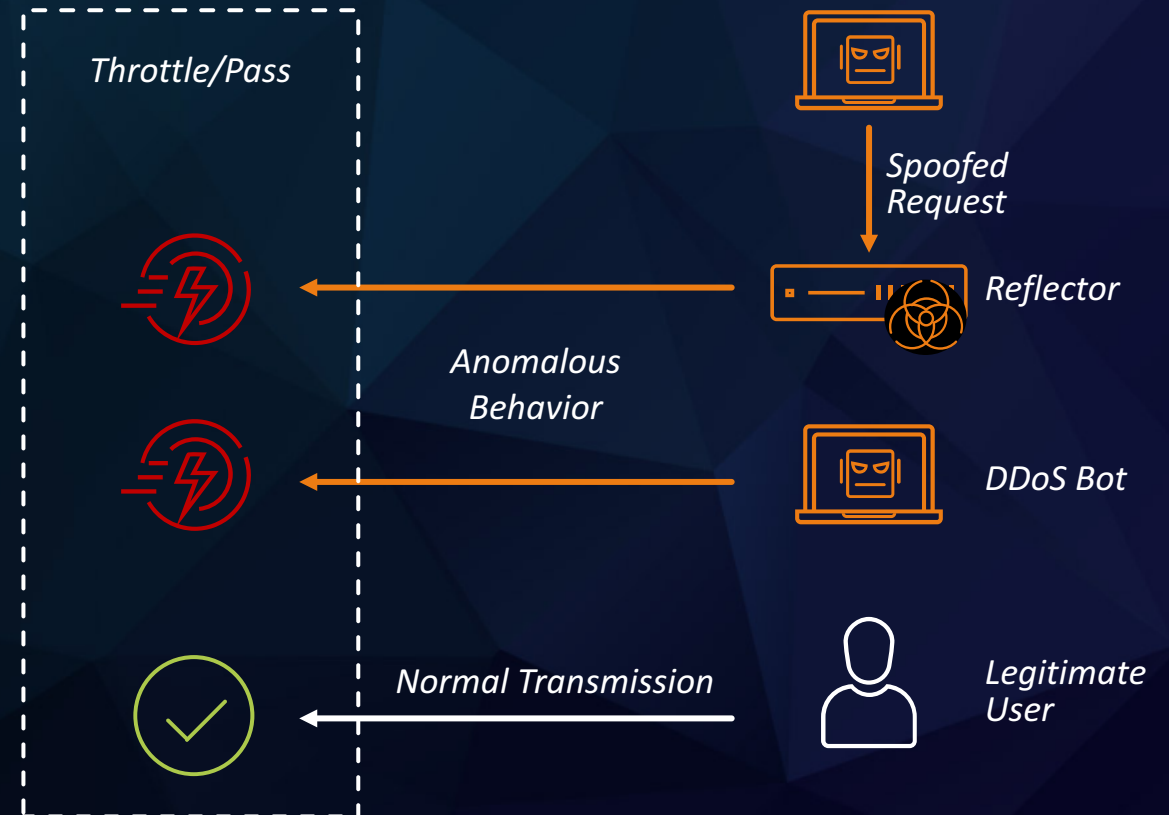 Throttle/Pass
Spoofed
Request
Reflector
Anomalous
Behavior
DDoS Bot
Normal Transmission
Legitimate
User